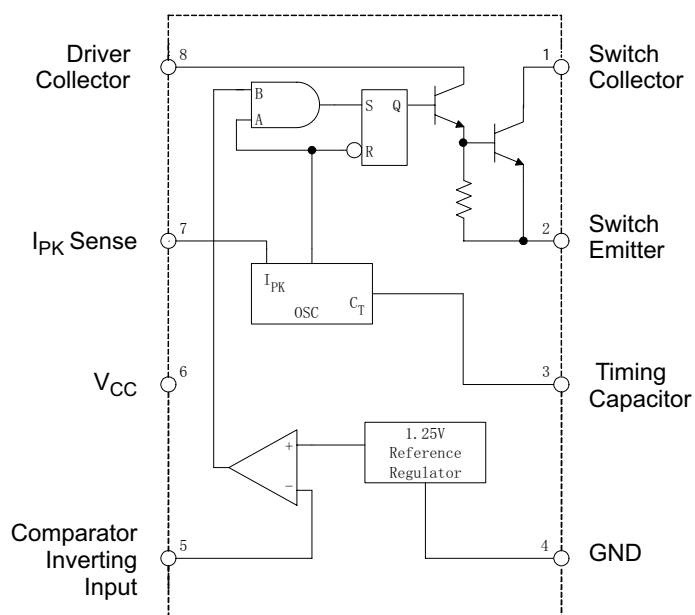 Driver
Collector
8
1
Switch
Collector
B
A
S
Q
R
I_PK Sense
7
2
Switch
Emitter
I_PK
C_T
OSC
V_CC
6
3
Timing
Capacitor
1.25V
Reference
Regulator
+
−
Comparator
Inverting
Input
5
4
GND